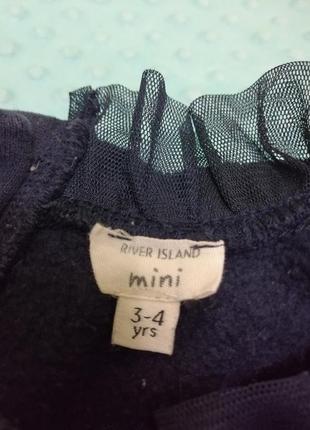 RIVER ISLAND
mini
3-4
yrs